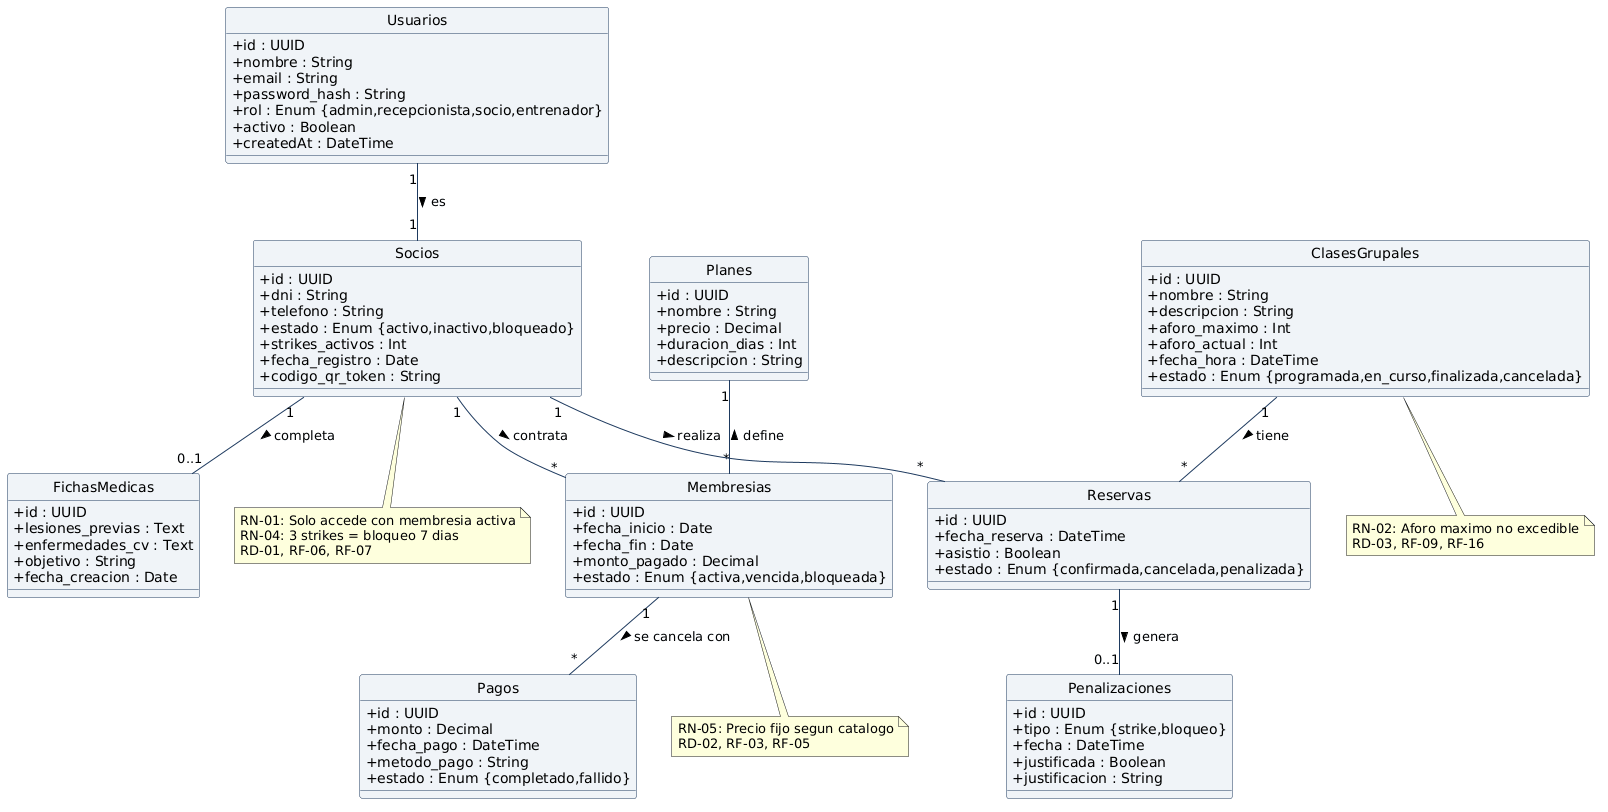 Usuarios
+id : UUID
+nombre : String
+email : String
+password_hash : String
+rol : Enum {admin,recepcionista,socio,entrenador}
+activo : Boolean
+createdAt : DateTime
1
es
1
Socios
+id : UUID
+dni : String
+telefono : String
+estado : Enum {activo,inactivo,bloqueado}
+strikes_activos : Int
+fecha_registro : Date
+codigo_qr_token : String
Planes
+id : UUID
+nombre : String
+precio : Decimal
+duracion_dias : Int
+descripcion : String
ClasesGrupales
+id : UUID
+nombre : String
+descripcion : String
+aforo_maximo : Int
+aforo_actual : Int
+fecha_hora : DateTime
+estado : Enum {programada,en_curso,finalizada,cancelada}
1
completa
0..1
1
contrata
*
1
realiza
*
1
define
*
1
tiene
*
FichasMedicas
+id : UUID
+lesiones_previas : Text
+enfermedades_cv : Text
+objetivo : String
+fecha_creacion : Date
RN-01: Solo accede con membresia activa
RN-04: 3 strikes = bloqueo 7 dias
RD-01, RF-06, RF-07
Membresias
+id : UUID
+fecha_inicio : Date
+fecha_fin : Date
+monto_pagado : Decimal
+estado : Enum {activa,vencida,bloqueada}
Reservas
+id : UUID
+fecha_reserva : DateTime
+asistio : Boolean
+estado : Enum {confirmada,cancelada,penalizada}
RN-02: Aforo maximo no excedible
RD-03, RF-09, RF-16
1
se cancela con
*
1
genera
0..1
Pagos
+id : UUID
+monto : Decimal
+fecha_pago : DateTime
+metodo_pago : String
+estado : Enum {completado,fallido}
RN-05: Precio fijo segun catalogo
RD-02, RF-03, RF-05
Penalizaciones
+id : UUID
+tipo : Enum {strike,bloqueo}
+fecha : DateTime
+justificada : Boolean
+justificacion : String